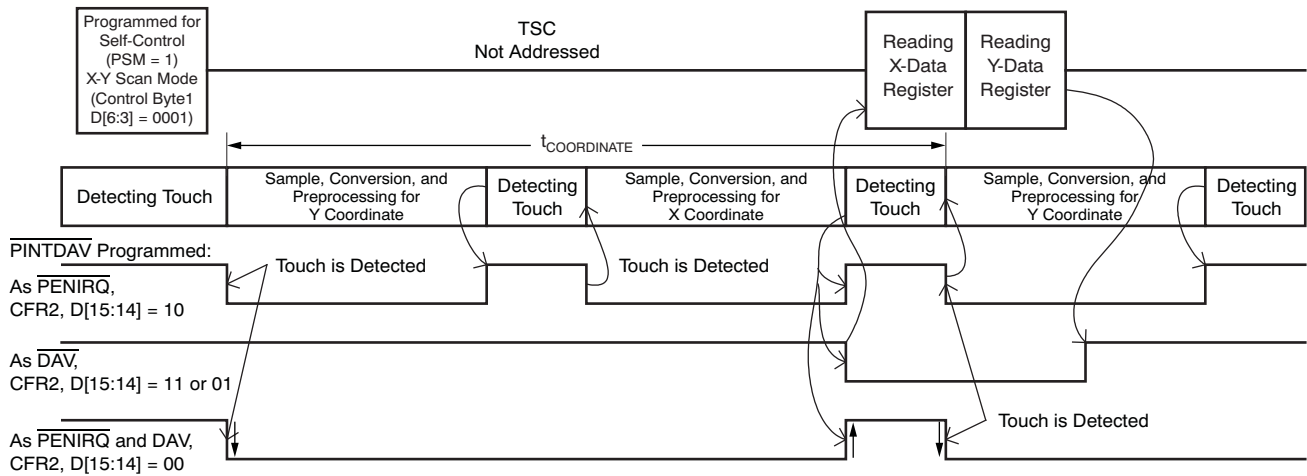 Programmed for
Self-Control
(PSM = 1)
X-Y Scan Mode
(Control Byte1
D[6:3] = 0001)
TSC
Not Addressed
Reading
X-Data
Register
Reading
Y-Data
Register
tCOORDINATE
Detecting Touch
Sample, Conversion, and
Preprocessing for
Y Coordinate
Detecting
Touch
Sample, Conversion, and
Preprocessing for
X Coordinate
Detecting
Touch
Sample, Conversion, and
Preprocessing for
Y Coordinate
Detecting
Touch
PINTDAV Programmed:
As PENIRQ,
CFR2, D[15:14] = 10
Touch is Detected
Touch is Detected
As DAV,
CFR2, D[15:14] = 11 or 01
As PENIRQ and DAV,
CFR2, D[15:14] = 00
Touch is Detected